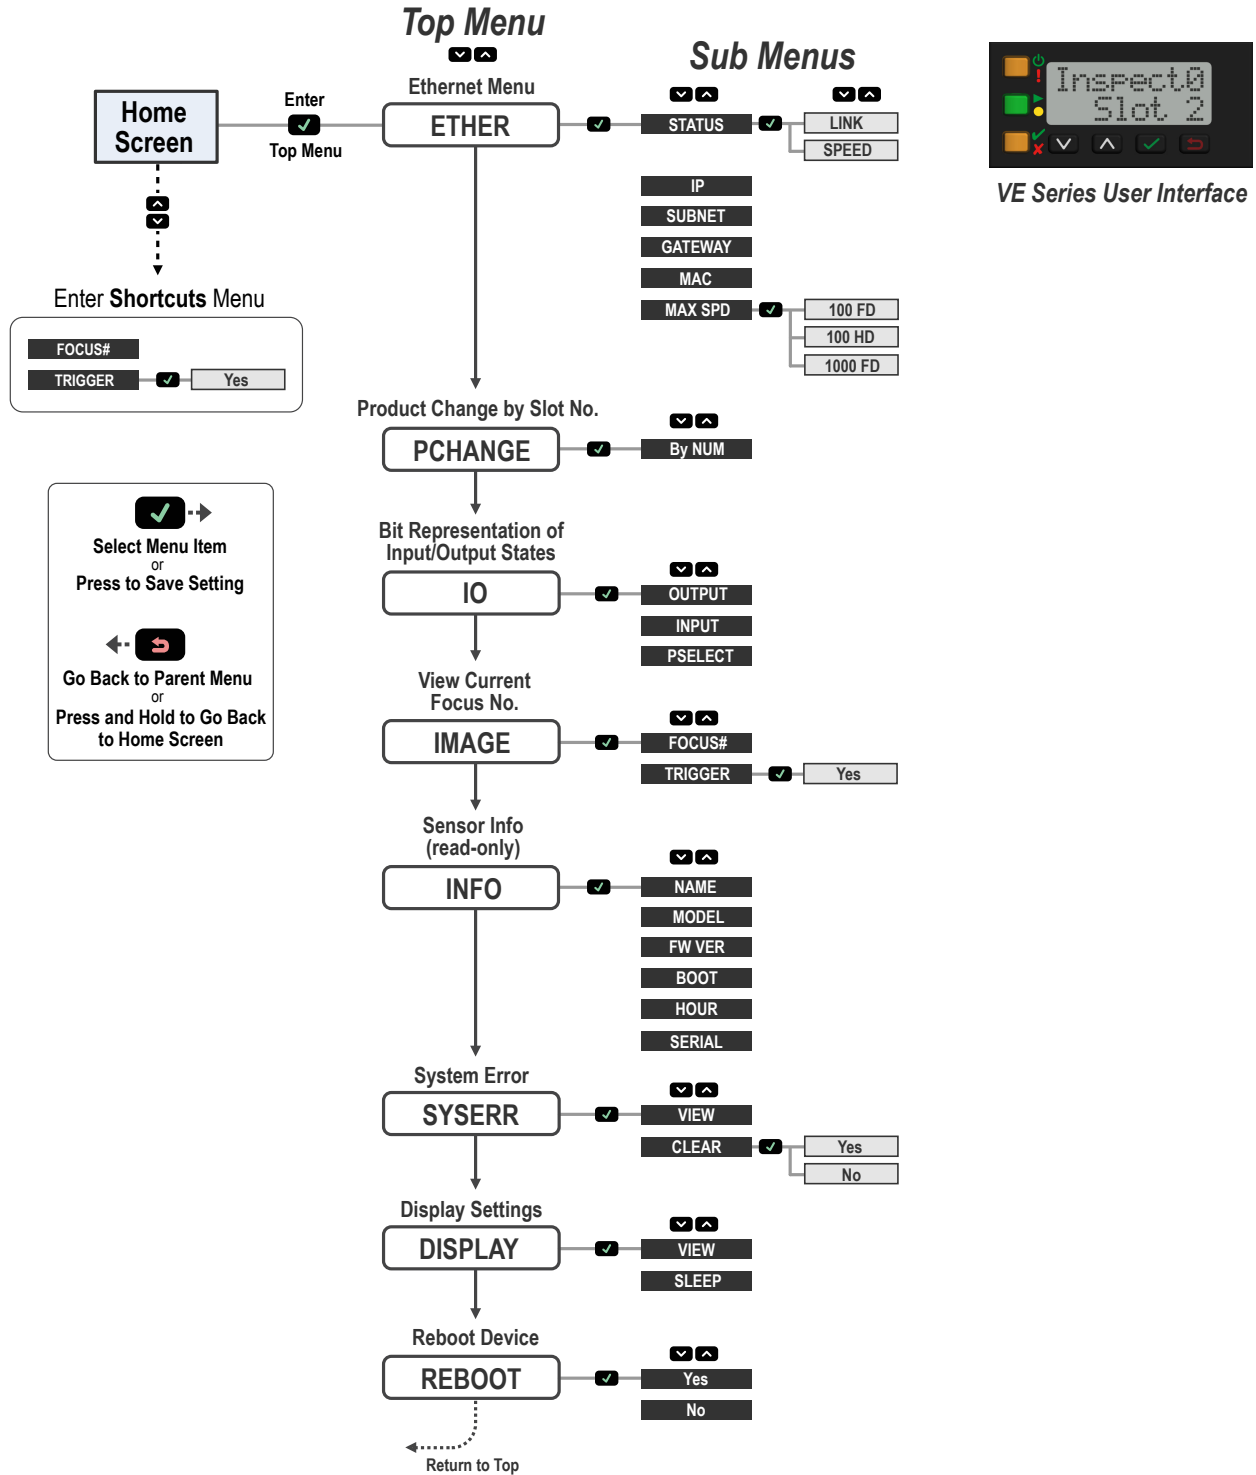 Top Menu
Sub Menus
Ethernet Menu
Home
Screen
Enter
Top Menu
ETHER
STATUS
LINK
SPEED
IP
SUBNET
GATEWAY
MAC
MAX SPD
100 FD
100 HD
1000 FD
Inspect0
Slot 2
VE Series User Interface
Enter Shortcuts Menu
FOCUS#
TRIGGER
Yes
Product Change by Slot No.
PCHANGE
By NUM
Select Menu Item
or
Press to Save Setting
Go Back to Parent Menu
or
Press and Hold to Go Back
to Home Screen
Bit Representation of
Input/Output States
IO
OUTPUT
INPUT
PSELECT
View Current
Focus No.
IMAGE
FOCUS#
TRIGGER
Yes
Sensor Info
(read-only)
INFO
NAME
MODEL
FW VER
BOOT
HOUR
SERIAL
System Error
SYSERR
VIEW
CLEAR
Yes
No
Display Settings
DISPLAY
VIEW
SLEEP
Reboot Device
REBOOT
Yes
No
Return to Top